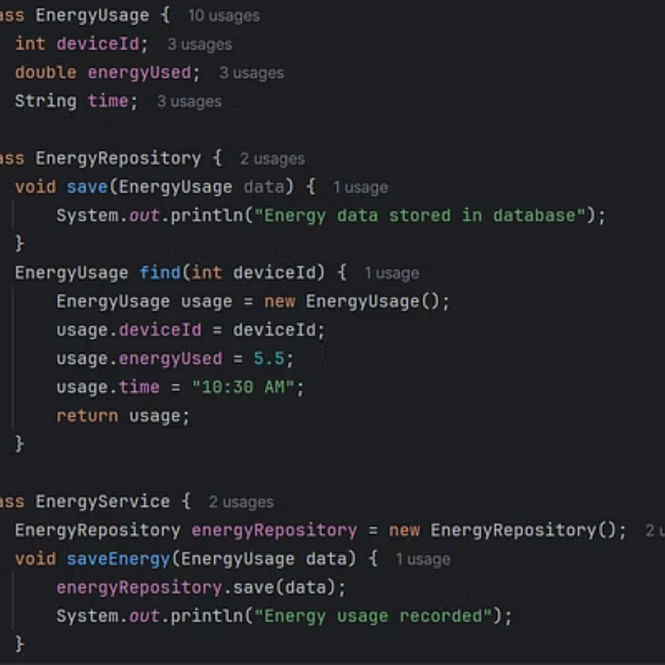 ass EnergyUsage { 10 usages
int deviceId; 3 usages
double energyUsed; 3 usages
String time; 3 usages
ass EnergyRepository { 2 usages
void save(EnergyUsage data) { 1 usage
System.out.println("Energy data stored in database");
}
EnergyUsage find(int deviceId) { 1 usage
EnergyUsage usage = new EnergyUsage();
usage.deviceId = deviceId;
usage.energyUsed = 5.5;
usage.time = "10:30 AM";
return usage;
}
ass EnergyService { 2 usages
EnergyRepository energyRepository = new EnergyRepository(); 2 u
void saveEnergy(EnergyUsage data) { 1 usage
energyRepository.save(data);
System.out.println("Energy usage recorded");
}